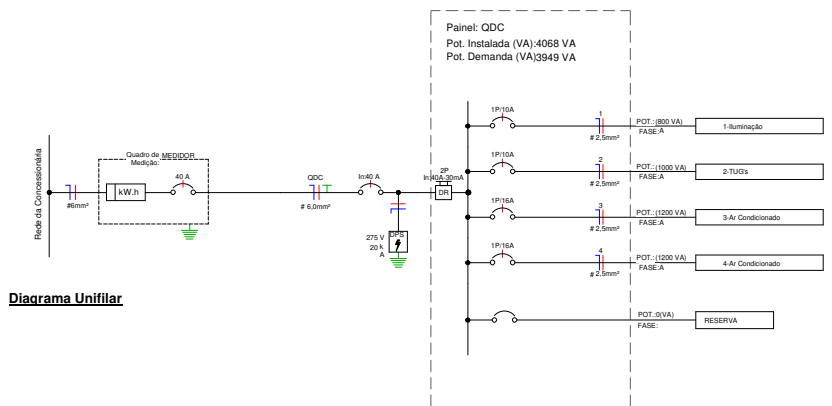 Painel: QDC
Pot. Instalada (VA):4068 VA
Pot. Demanda (VA)3949 VA
Rede da Concessionária
#6mm²
Quadro de MEDIDOR
Medição:
kW.h
40 A
QDC
# 6,0mm²
In:40 A
275 V
20 k
A
DPS
2P
In:40A-30mA
DR
1P/10A
1
# 2,5mm²
POT.:(800 VA)
FASE:A
1-Iluminação
1P/10A
2
# 2,5mm²
POT.:(1000 VA)
FASE:A
2-TUG's
1P/16A
3
# 2,5mm²
POT.:(1200 VA)
FASE:A
3-Ar Condicionado
1P/16A
4
# 2,5mm²
POT.:(1200 VA)
FASE:A
4-Ar Condicionado
POT.:0(VA)
FASE:
RESERVA
Diagrama Unifilar